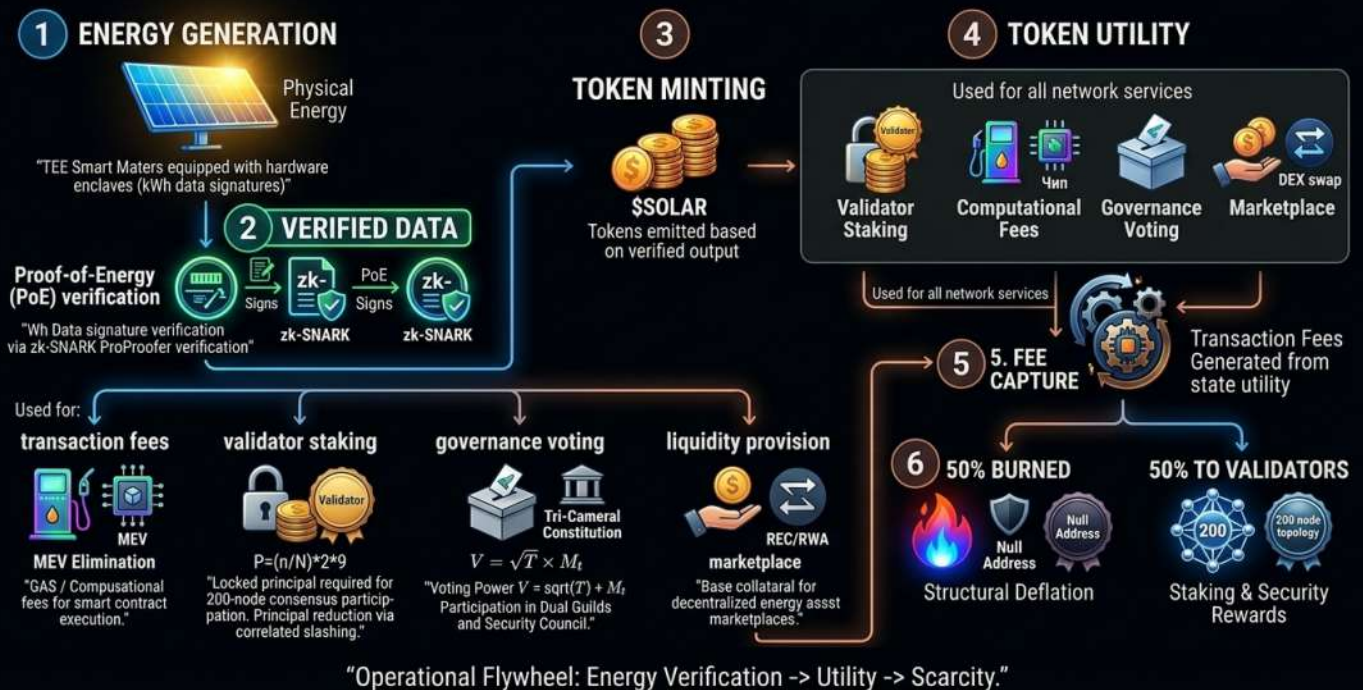 1 ENERGY GENERATION
Physical
Energy
"TEE Smart Maters equipped with hardware
enclaves (kWh data signatures)"
2 VERIFIED DATA
Proof-of-Energy
(PoE) verification
"Wh Data signature verification
via zk-SNARK ProProofer verification"
Signs
zk-
zk-SNARK
PoE
Signs
zk-
zk-SNARK
3
TOKEN MINTING
$SOLAR
Tokens emitted based
on verified output
4 TOKEN UTILITY
Used for all network services
Validator
Validator
Staking
Чип
Computational
Fees
Governance
Voting
DEX swap
Marketplace
Used for all network services
5 5. FEE
CAPTURE
Transaction Fees
Generated from
state utility
Used for:
transaction fees
MEV
MEV Elimination
"GAS / Compusational
fees for smart contract
execution."
validator staking
Validator
P=(n/N)*2*9
"Locked principal required for
200-node consensus particip-
pation. Principal reduction via
correlated slashing."
governance voting
Tri-Cameral
Constitution
V = √T × Mₜ
"Voting Power V = sqrt(T) + Mₜ
Participation in Dual Guilds
and Security Council."
liquidity provision
REC/RWA
marketplace
"Base collataral for
decentralized energy assst
marketplaces."
6 50% BURNED
Null
Address
Null
Address
Structural Deflation
50% TO VALIDATORS
200
200 node
topology
Staking & Security
Rewards
"Operational Flywheel: Energy Verification -> Utility -> Scarcity."